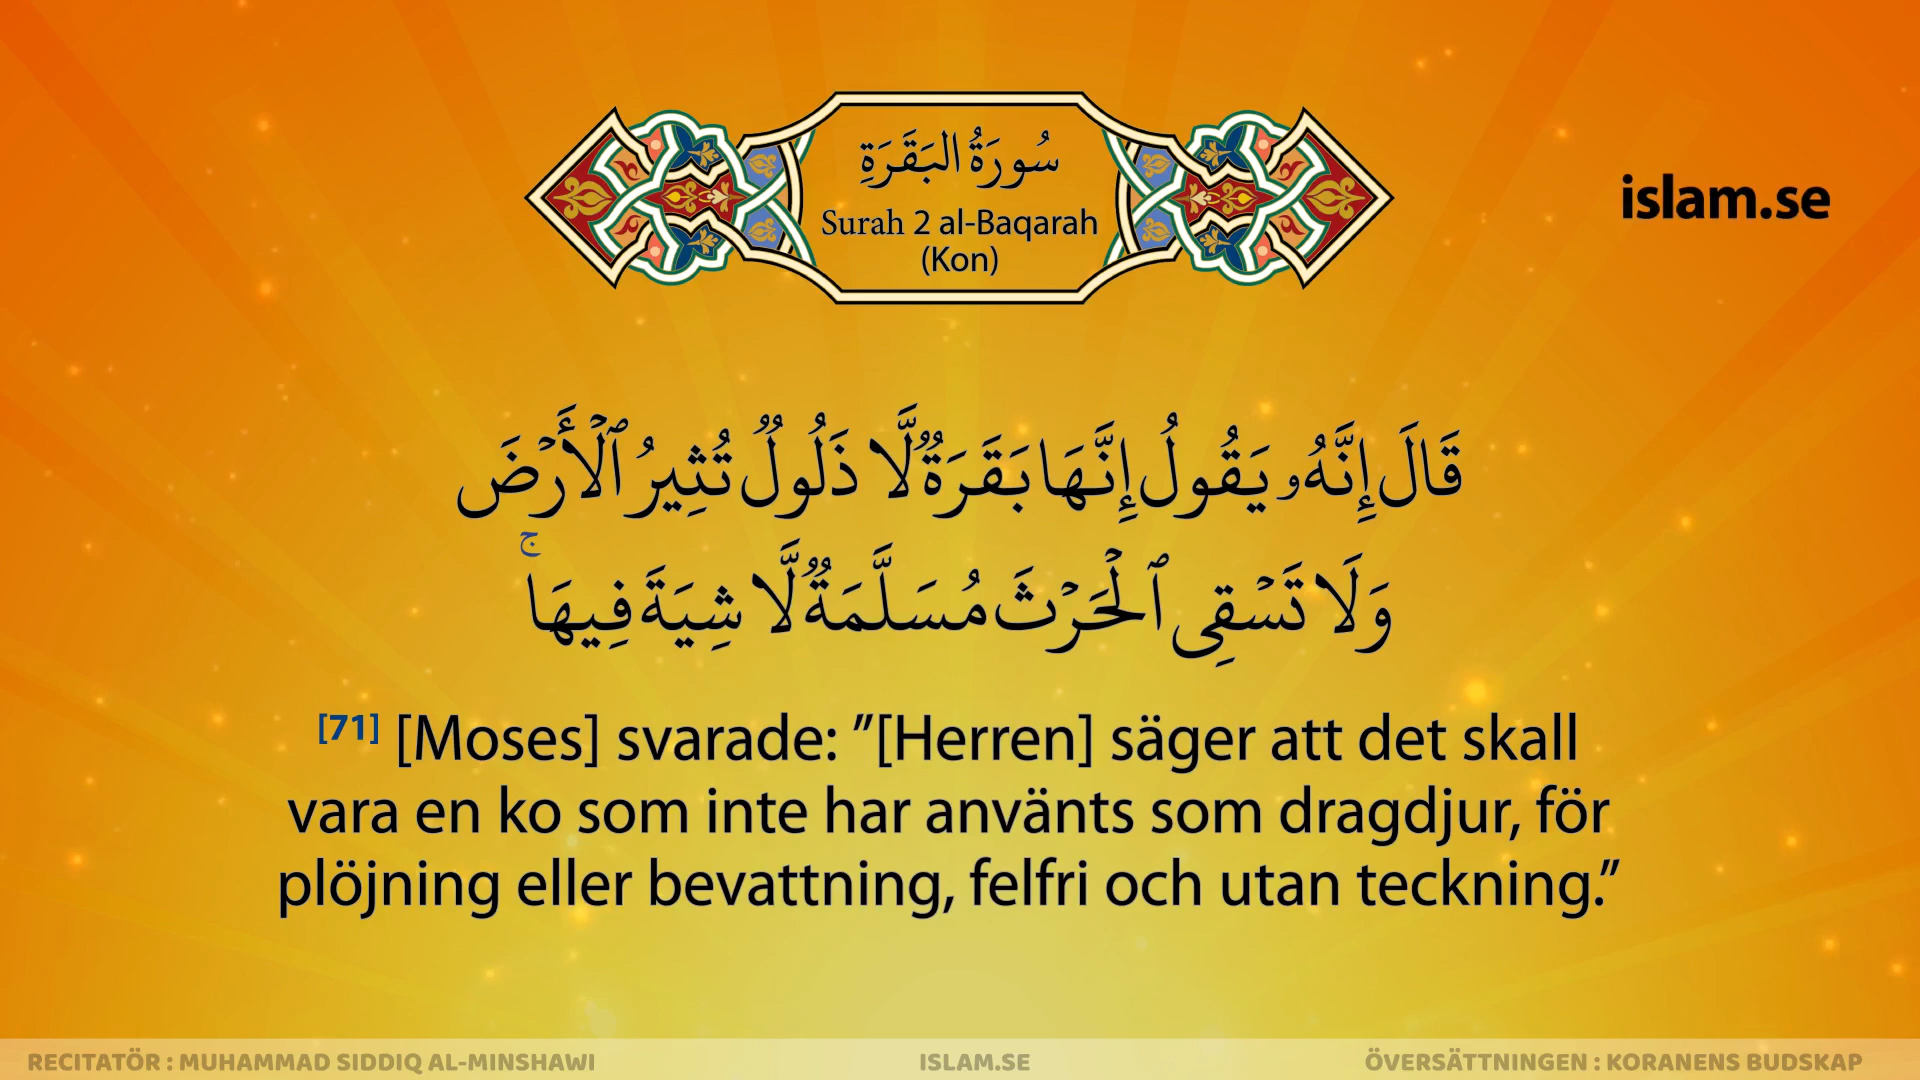 سُورَةُ البَقَرَةِ
Surah 2 al-Baqarah
(Kon)
islam.se
قَالَ إِنَّهُۥ يَقُولُ إِنَّهَا بَقَرَةٌ لَّا ذَلُولٌ تُثِيرُ ٱلْأَرْضَ
وَلَا تَسْقِى ٱلْحَرْثَ مُسَلَّمَةٌ لَّا شِيَةَ فِيهَا ۚ
[71] [Moses] svarade: ”[Herren] säger att det skall
vara en ko som inte har använts som dragdjur, för
plöjning eller bevattning, felfri och utan teckning.”
RECITATÖR : MUHAMMAD SIDDIQ AL-MINSHAWI
ISLAM.SE
ÖVERSÄTTNINGEN : KORANENS BUDSKAP